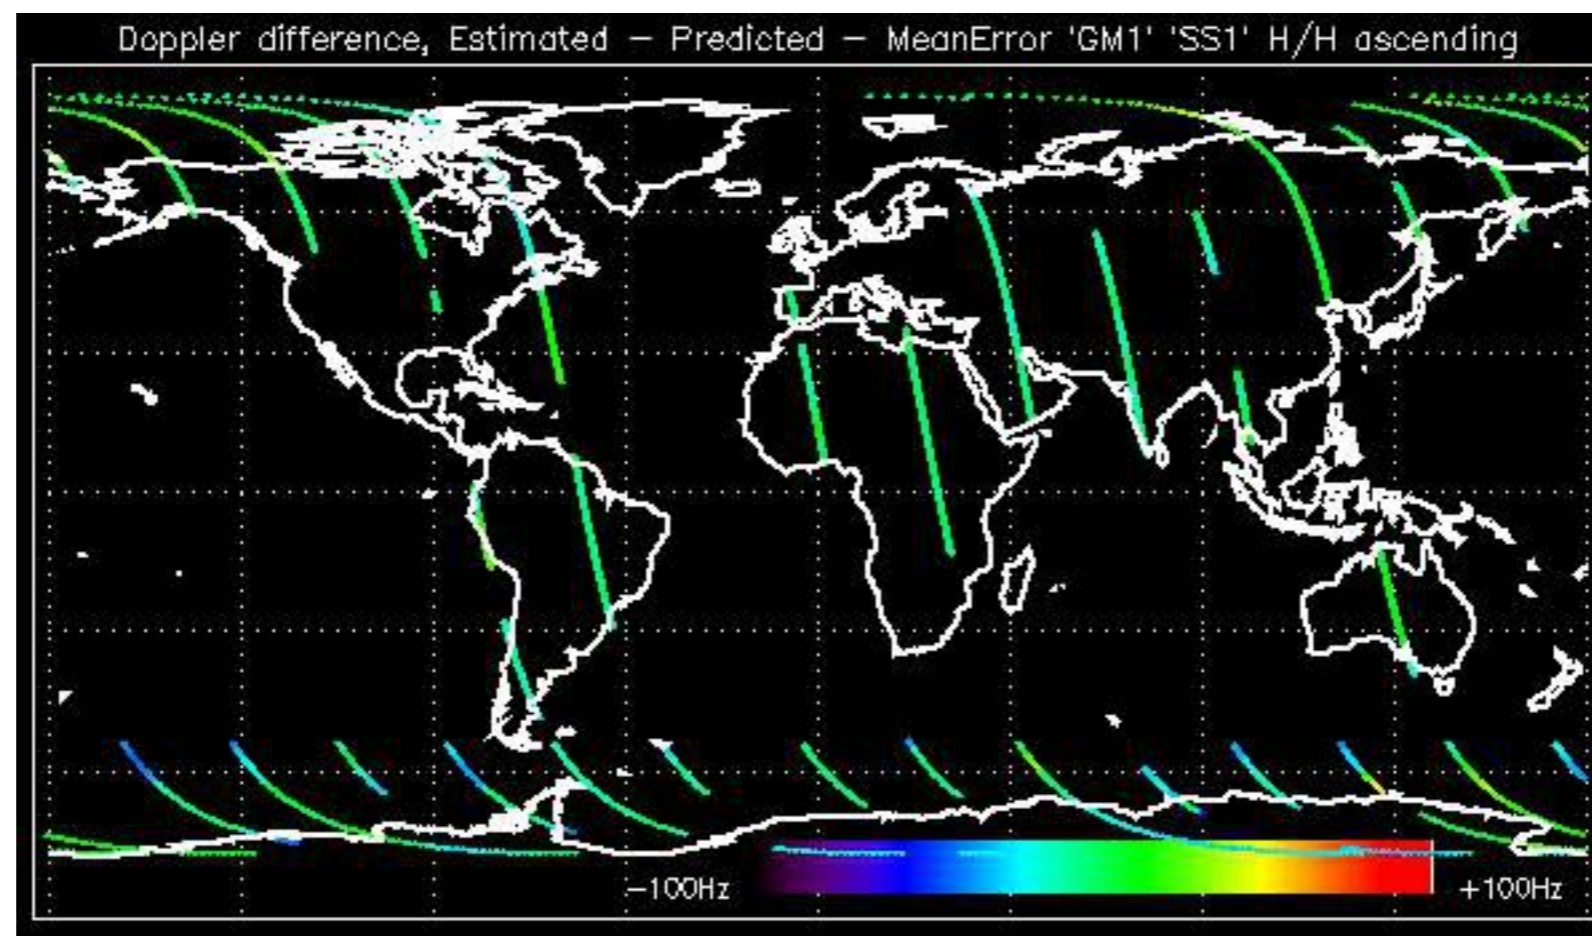 Doppler difference, Estimated − Predicted − MeanError 'GM1' 'SS1' H/H ascending
−100Hz
+100Hz